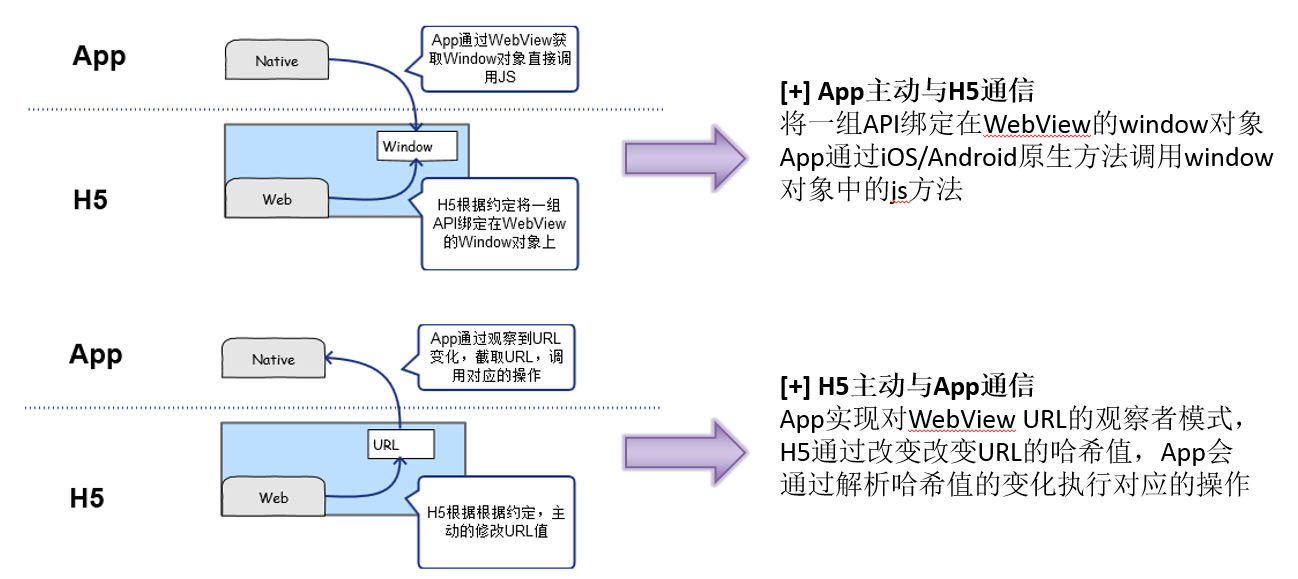 App
Native
App通过WebView获
取Window对象直接调
用JS
Window
H5
Web
H5根据约定将一组
API绑定在WebView
的Window对象上
[+] App主动与H5通信
将一组API绑定在WebView的window对象
App通过iOS/Android原生方法调用window
对象中的js方法
App
Native
App通过观察到URL
变化，截取URL，调
用对应的操作
URL
H5
Web
H5根据根据约定，主
动的修改URL值
[+] H5主动与App通信
App实现对WebView URL的观察者模式，
H5通过改变改变URL的哈希值，App会
通过解析哈希值的变化执行对应的操作